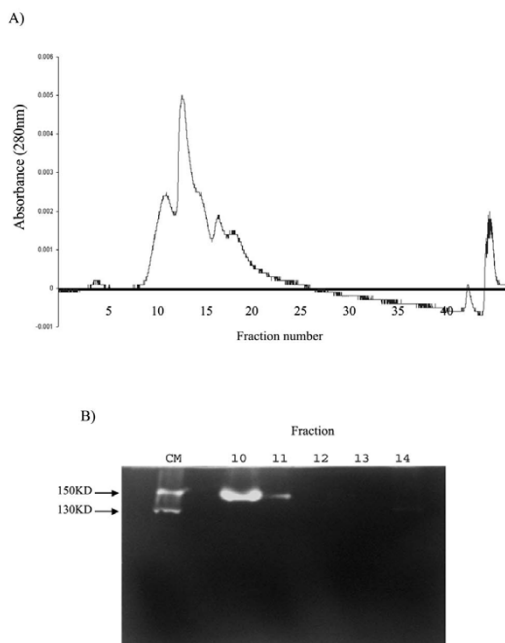 A)
0.006
0.005
0.004
0.003
0.002
0.001
0
-0.001
Absorbance (280nm)
5 10 15 20 25 30 35 40
Fraction number
B)
Fraction
CM 10 11 12 13 14
150KD
130KD